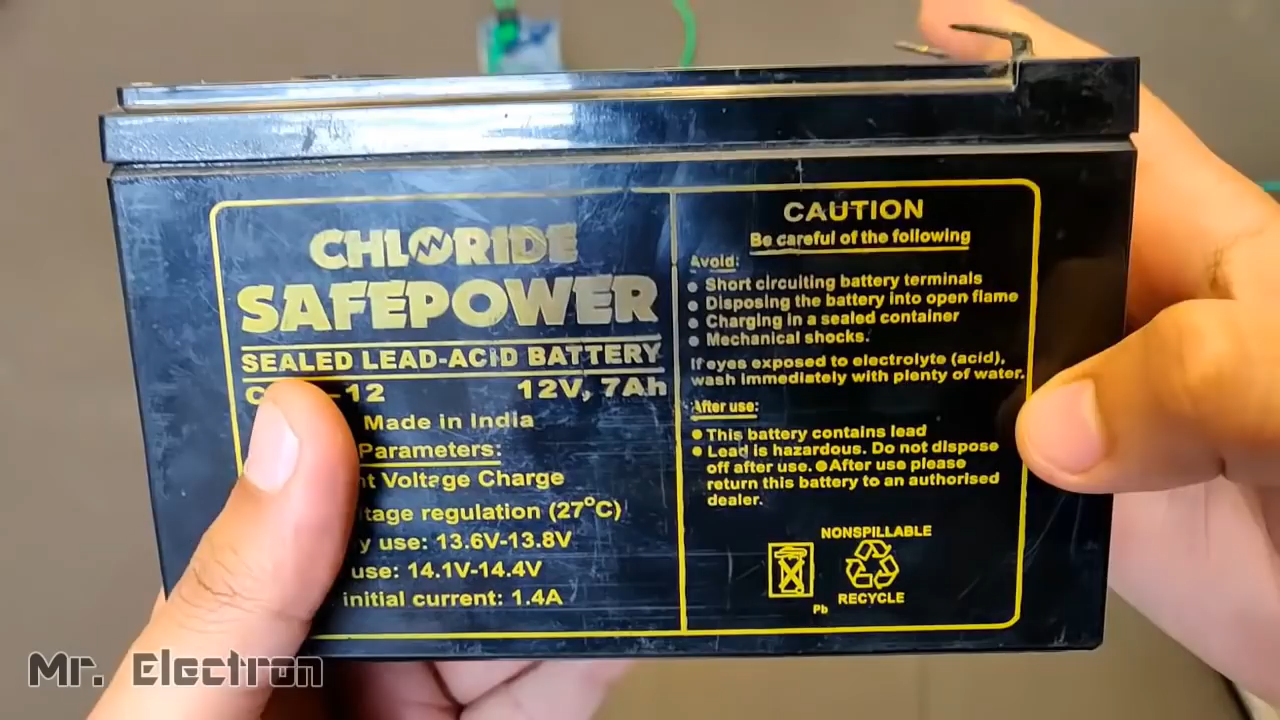 CHLORIDE
SAFEPOWER
SEALED LEAD-ACID BATTERY
12V, 7Ah
Made in India
Parameters:
Voltage Charge
regulation (27°C)
use: 13.6V-13.8V
use: 14.1V-14.4V
initial current: 1.4A
CAUTION
Be careful of the following
Avoid:
● Short circuiting battery terminals
● Disposing the battery into open flame
● Charging in a sealed container
● Mechanical shocks.
If eyes exposed to electrolyte (acid),
wash immediately with plenty of water.
After use:
● This battery contains lead
● Lead is hazardous. Do not dispose
off after use. ●After use please
return this battery to an authorised
dealer.
NONSPILLABLE
Pb
RECYCLE
Mr. Electron